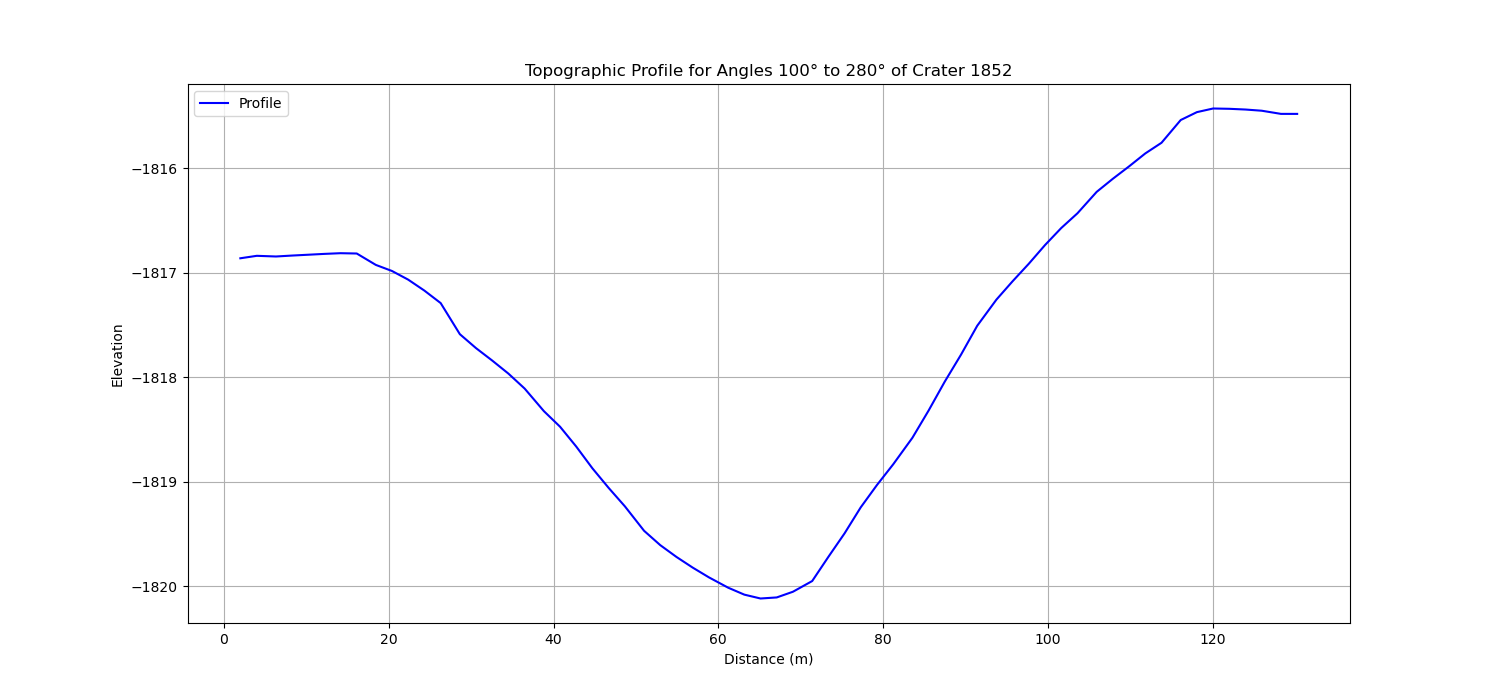 Topographic Profile for Angles 100° to 280° of Crater 1852
Profile
−1816
−1817
−1818
−1819
−1820
Elevation
0 20 40 60 80 100 120
Distance (m)